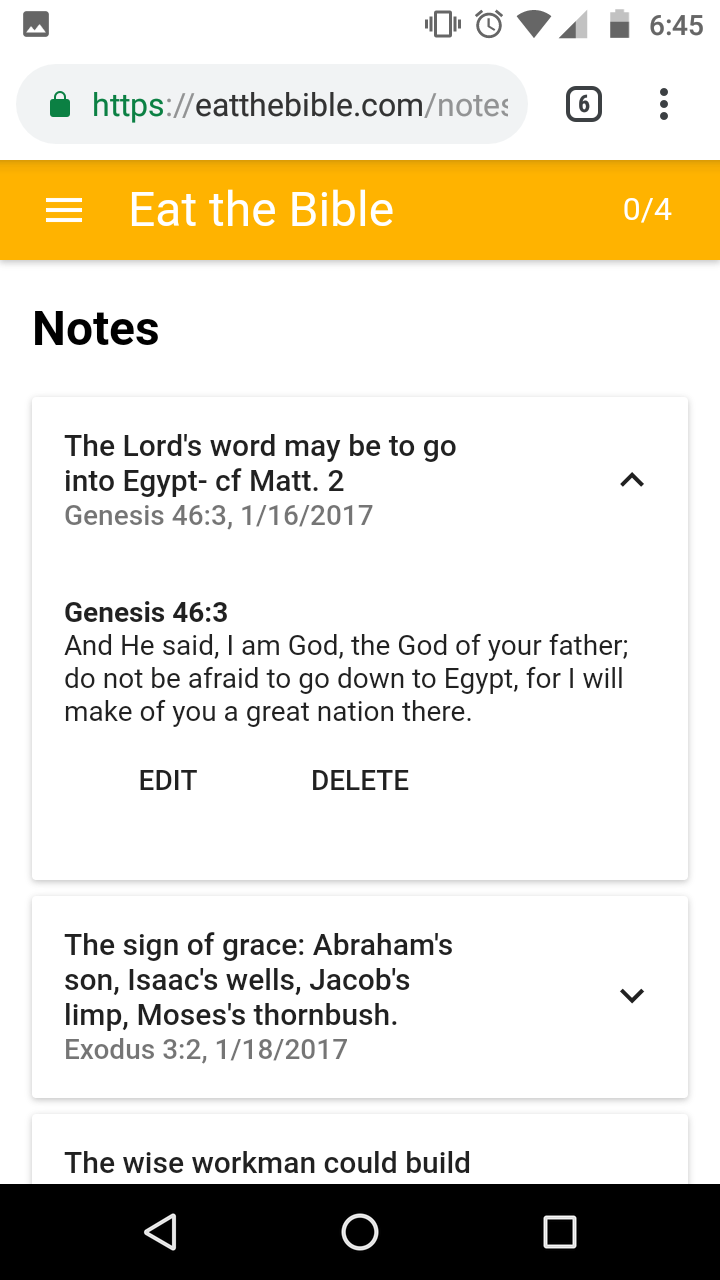 6:45
https://eatthebible.com/notes
6
Eat the Bible
0/4
Notes
The Lord's word may be to go
into Egypt- cf Matt. 2
Genesis 46:3, 1/16/2017
Genesis 46:3
And He said, I am God, the God of your father;
do not be afraid to go down to Egypt, for I will
make of you a great nation there.
EDIT DELETE
The sign of grace: Abraham's
son, Isaac's wells, Jacob's
limp, Moses's thornbush.
Exodus 3:2, 1/18/2017
The wise workman could build